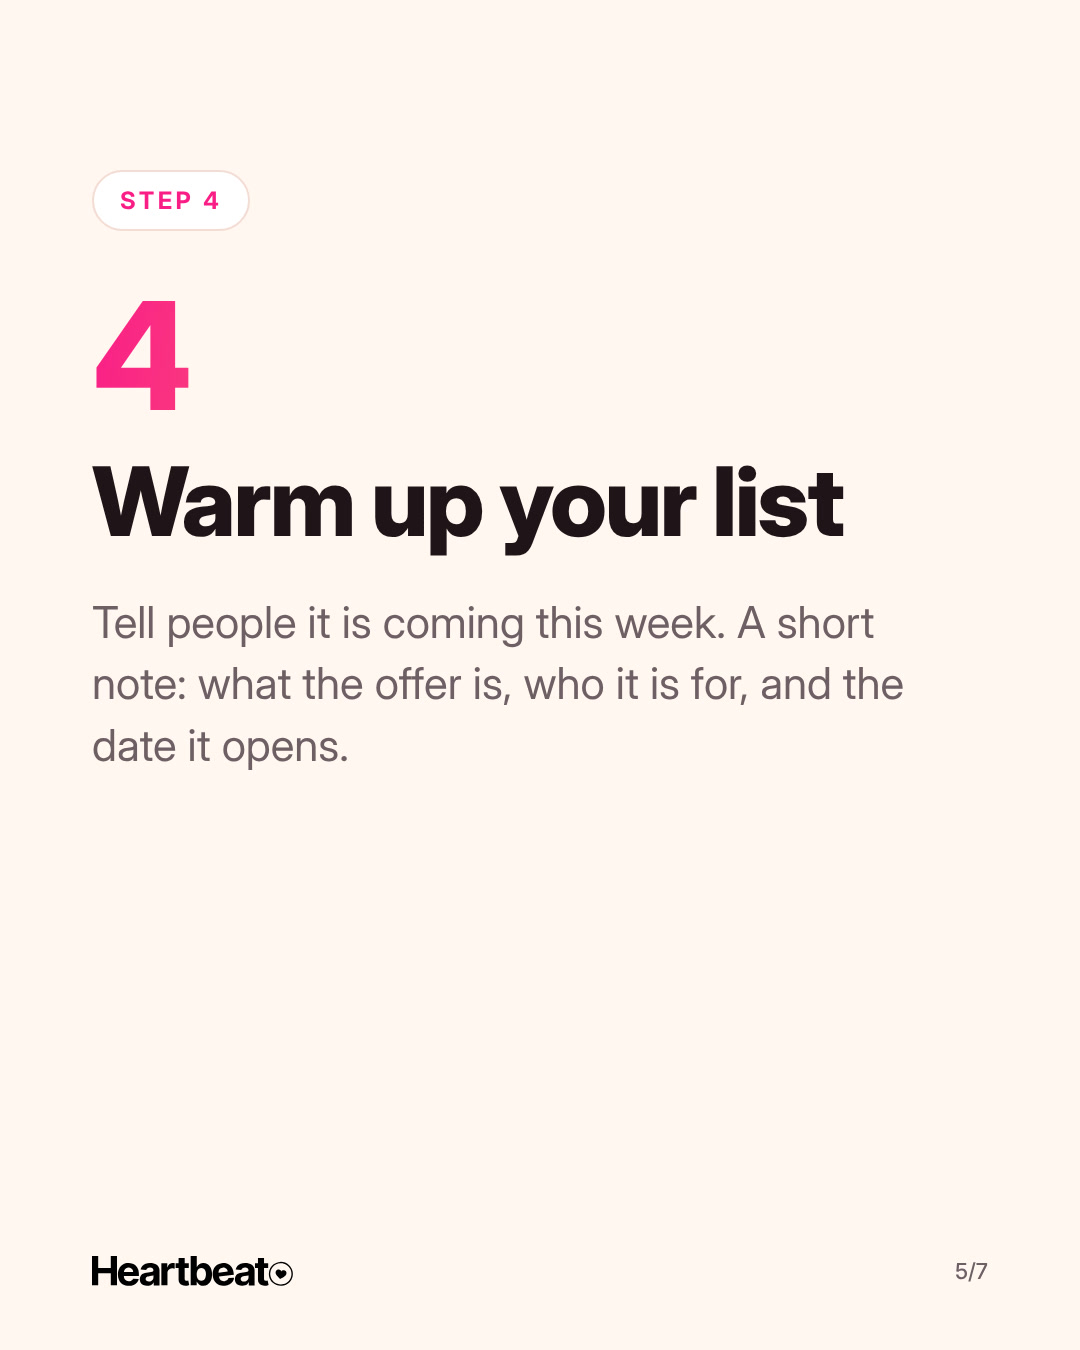 STEP 4
4
Warm up your list
Tell people it is coming this week. A short
note: what the offer is, who it is for, and the
date it opens.
Heartbeat
5/7